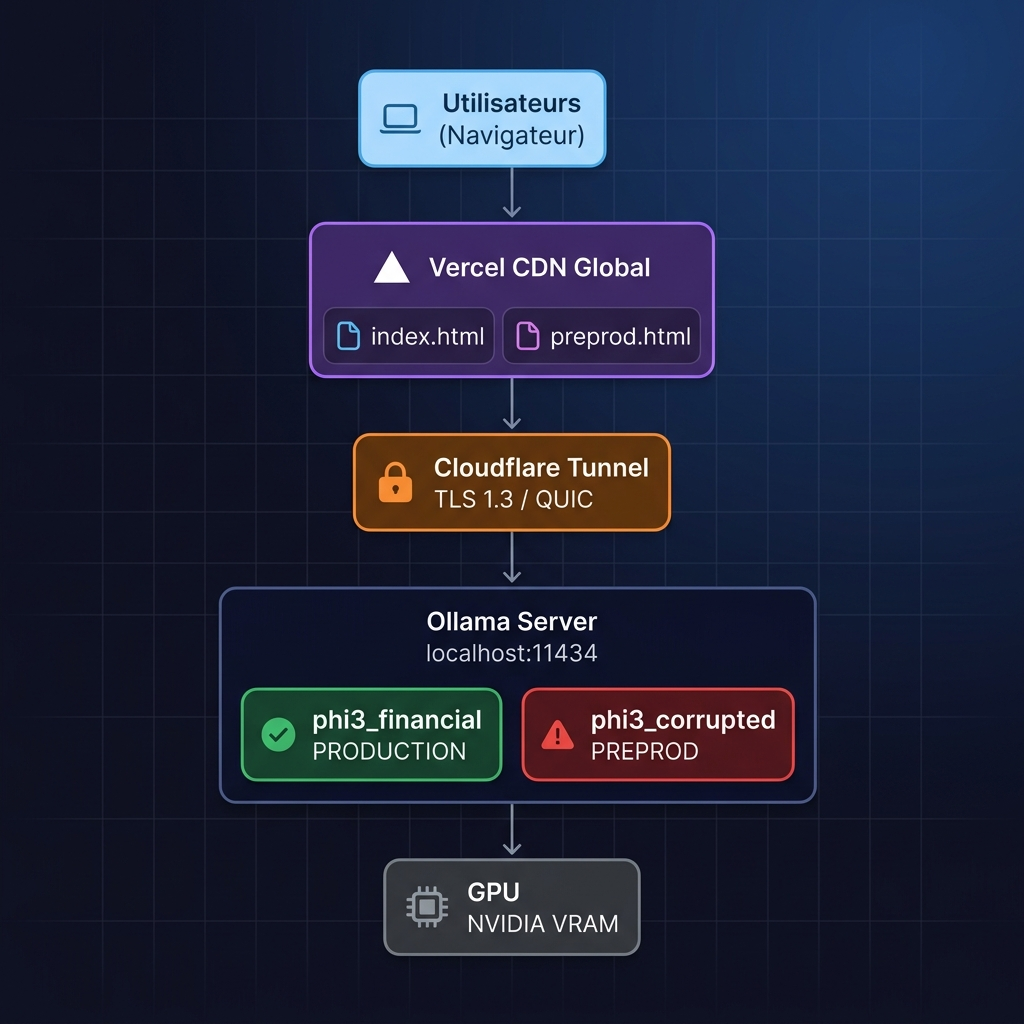 Utilisateurs
(Navigateur)
Vercel CDN Global
index.html
preprod.html
Cloudflare Tunnel
TLS 1.3 / QUIC
Ollama Server
localhost:11434
phi3_financial
PRODUCTION
phi3_corrupted
PREPROD
GPU
NVIDIA VRAM